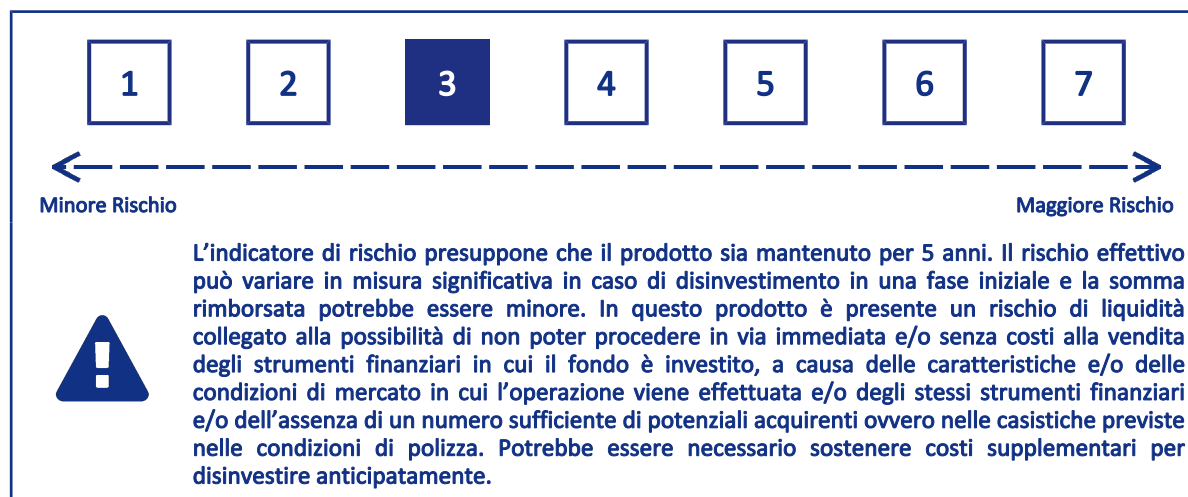 1 2 3 4 5 6 7
Minore Rischio Maggiore Rischio
L’indicatore di rischio presuppone che il prodotto sia mantenuto per 5 anni. Il rischio effettivo
può variare in misura significativa in caso di disinvestimento in una fase iniziale e la somma
rimborsata potrebbe essere minore. In questo prodotto è presente un rischio di liquidità
collegato alla possibilità di non poter procedere in via immediata e/o senza costi alla vendita
degli strumenti finanziari in cui il fondo è investito, a causa delle caratteristiche e/o delle
condizioni di mercato in cui l’operazione viene effettuata e/o degli stessi strumenti finanziari
e/o dell’assenza di un numero sufficiente di potenziali acquirenti ovvero nelle casistiche previste
nelle condizioni di polizza. Potrebbe essere necessario sostenere costi supplementari per
disinvestire anticipatamente.